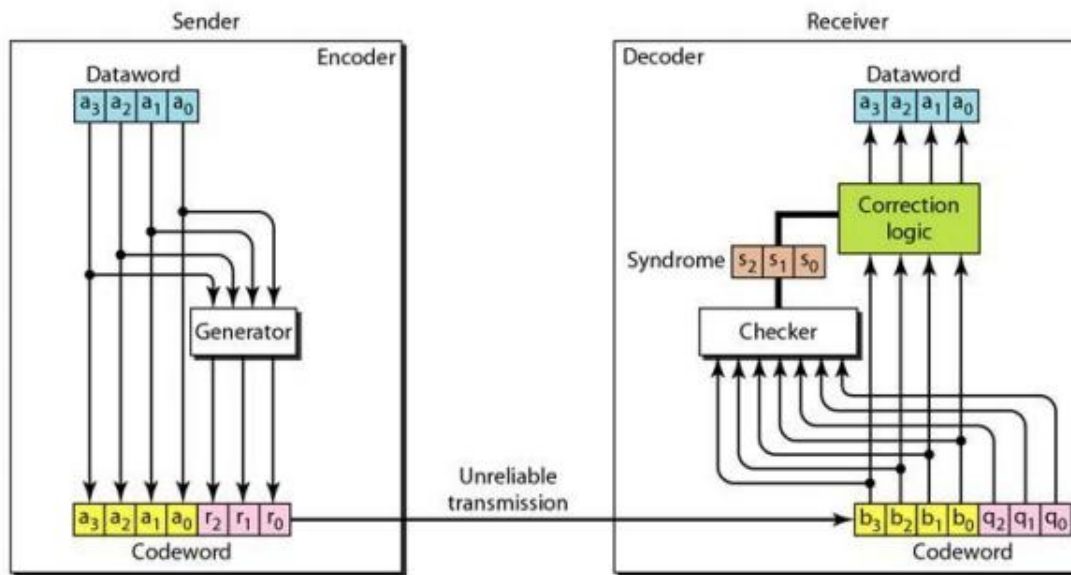 Sender
Encoder
Dataword
a₃ a₂ a₁ a₀
Generator
a₃ a₂ a₁ a₀ r₂ r₁ r₀
Codeword
Unreliable
transmission
Receiver
Decoder
Dataword
a₃ a₂ a₁ a₀
Correction
logic
Syndrome s₂ s₁ s₀
Checker
b₃ b₂ b₁ b₀ q₂ q₁ q₀
Codeword